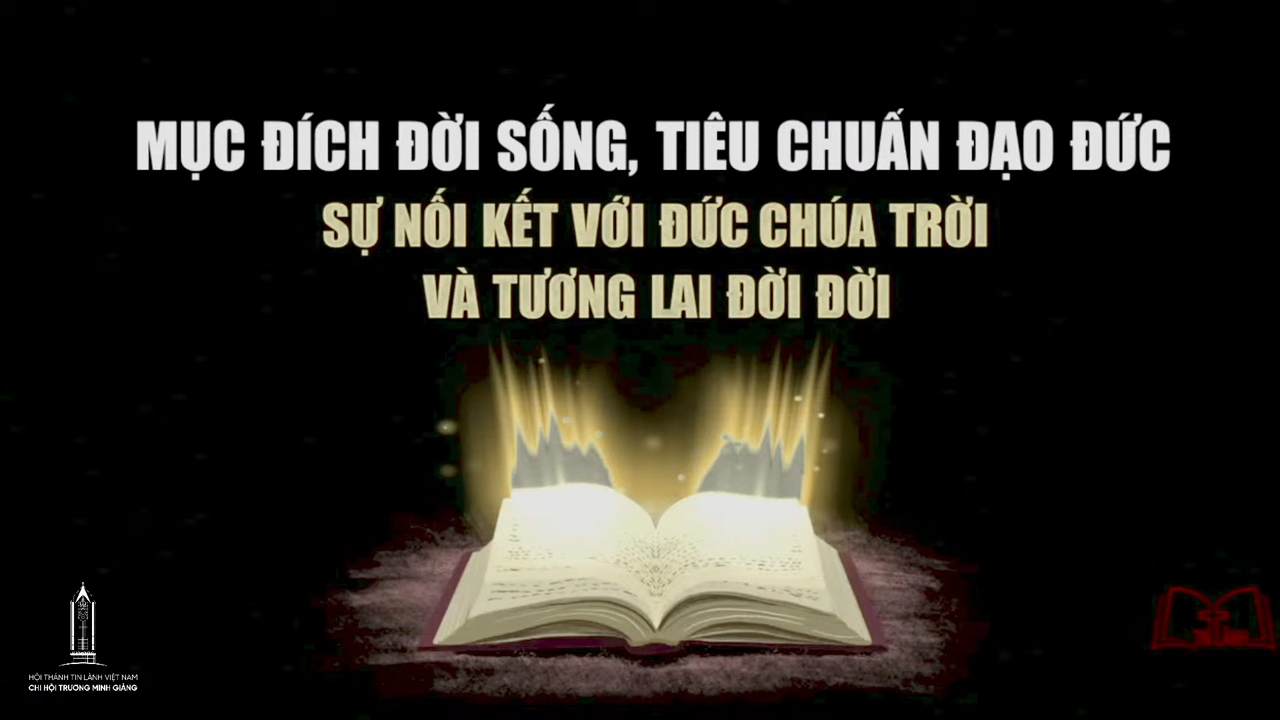 MỤC ĐÍCH ĐỜI SỐNG, TIÊU CHUẨN ĐẠO ĐỨC
SỰ NỐI KẾT VỚI ĐỨC CHÚA TRỜI
VÀ TƯƠNG LAI ĐỜI ĐỜI
HỘI THÁNH TIN LÀNH VIỆT NAM
CHI HỘI TRƯƠNG MINH GIẢNG